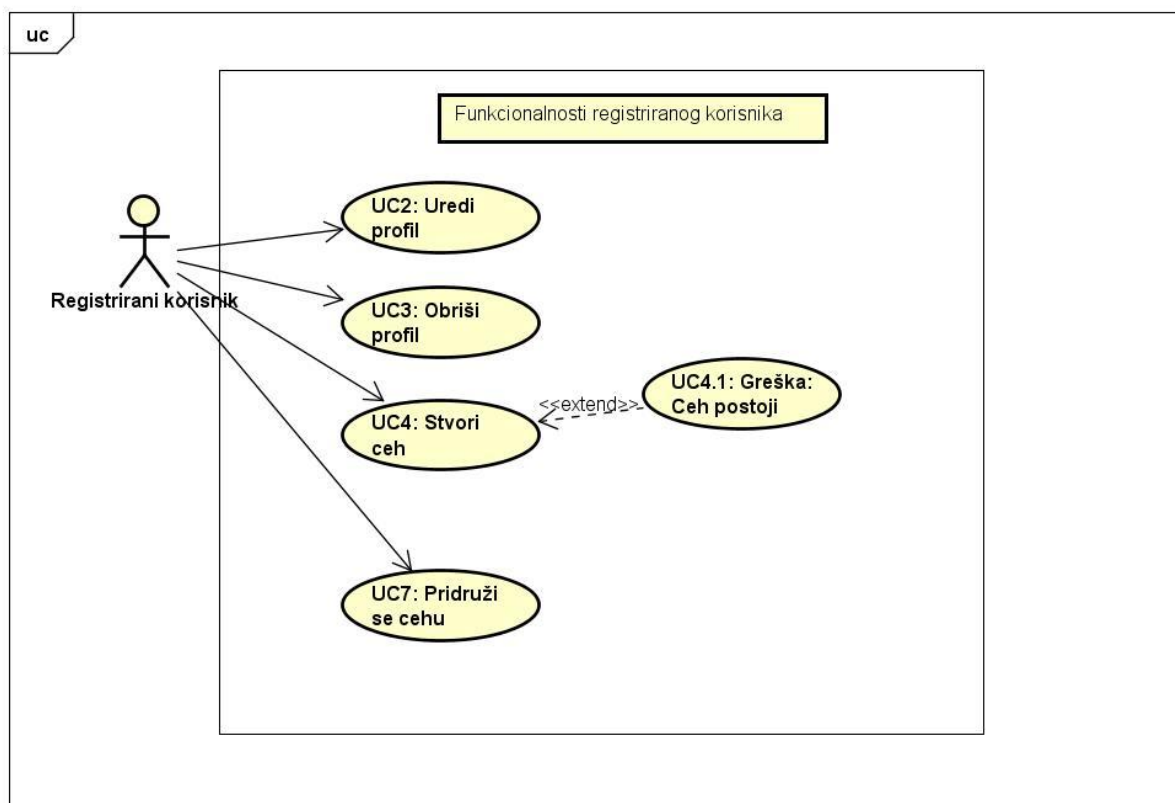 uc
Funkcionalnosti registriranog korisnika
UC2: Uredi
profil
Registrirani korisnik
UC3: Obriši
profil
UC4.1: Greška:
Ceh postoji
<<extend>>
UC4: Stvori
ceh
UC7: Pridruži
se cehu